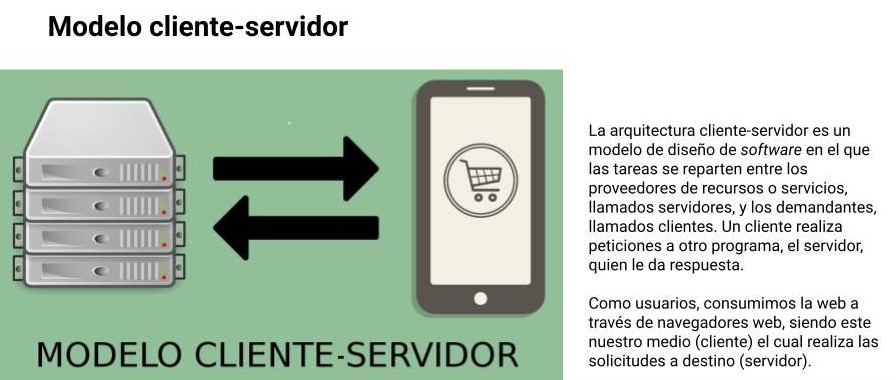 Modelo cliente-servidor
MODELO CLIENTE-SERVIDOR
La arquitectura cliente-servidor es un
modelo de diseño de software en el que
las tareas se reparten entre los
proveedores de recursos o servicios,
llamados servidores, y los demandantes,
llamados clientes. Un cliente realiza
peticiones a otro programa, el servidor,
quien le da respuesta.
Como usuarios, consumimos la web a
través de navegadores web, siendo este
nuestro medio (cliente) el cual realiza las
solicitudes a destino (servidor).